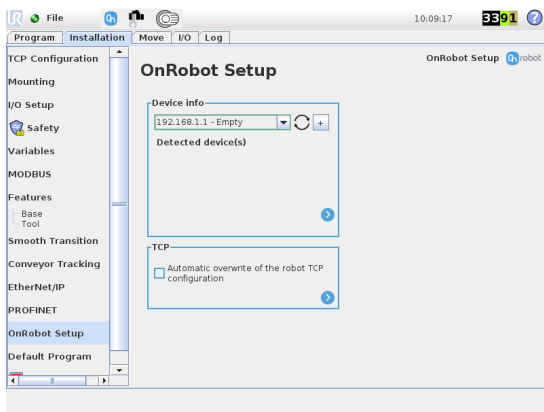 UR File 10:09:17 3391 ?
Program Installation Move I/O Log
TCP Configuration
Mounting
I/O Setup
Safety
Variables
MODBUS
Features
Base
Tool
Smooth Transition
Conveyor Tracking
EtherNet/IP
PROFINET
OnRobot Setup
Default Program
OnRobot Setup
OnRobot Setup On robot
Device info
192.168.1.1 - Empty +
Detected device(s)
TCP
Automatic overwrite of the robot TCP
configuration